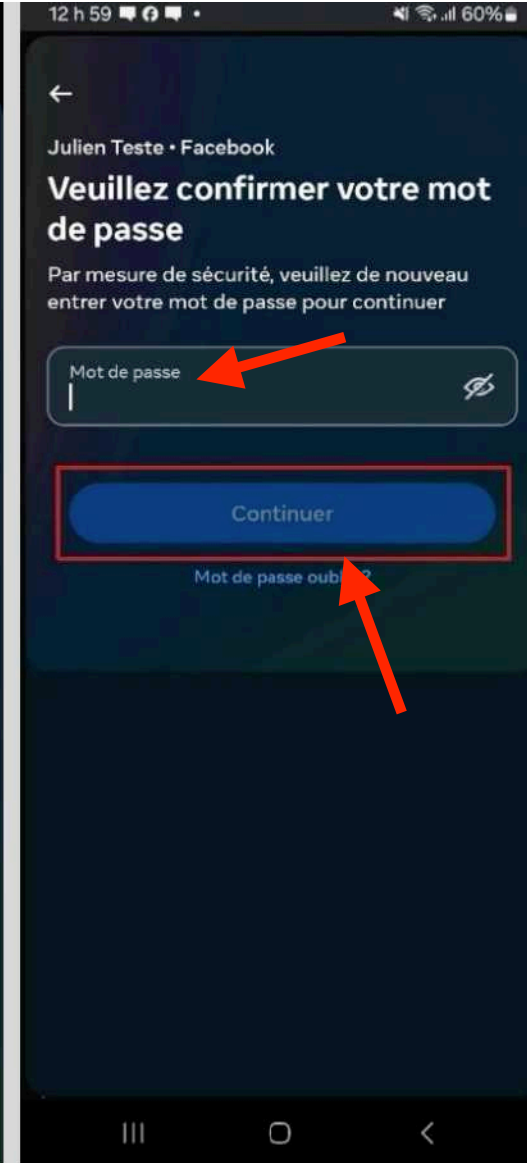 12 h 59 60%
Julien Teste • Facebook
Veuillez confirmer votre mot
de passe
Par mesure de sécurité, veuillez de nouveau
entrer votre mot de passe pour continuer
Mot de passe
Continuer
Mot de passe